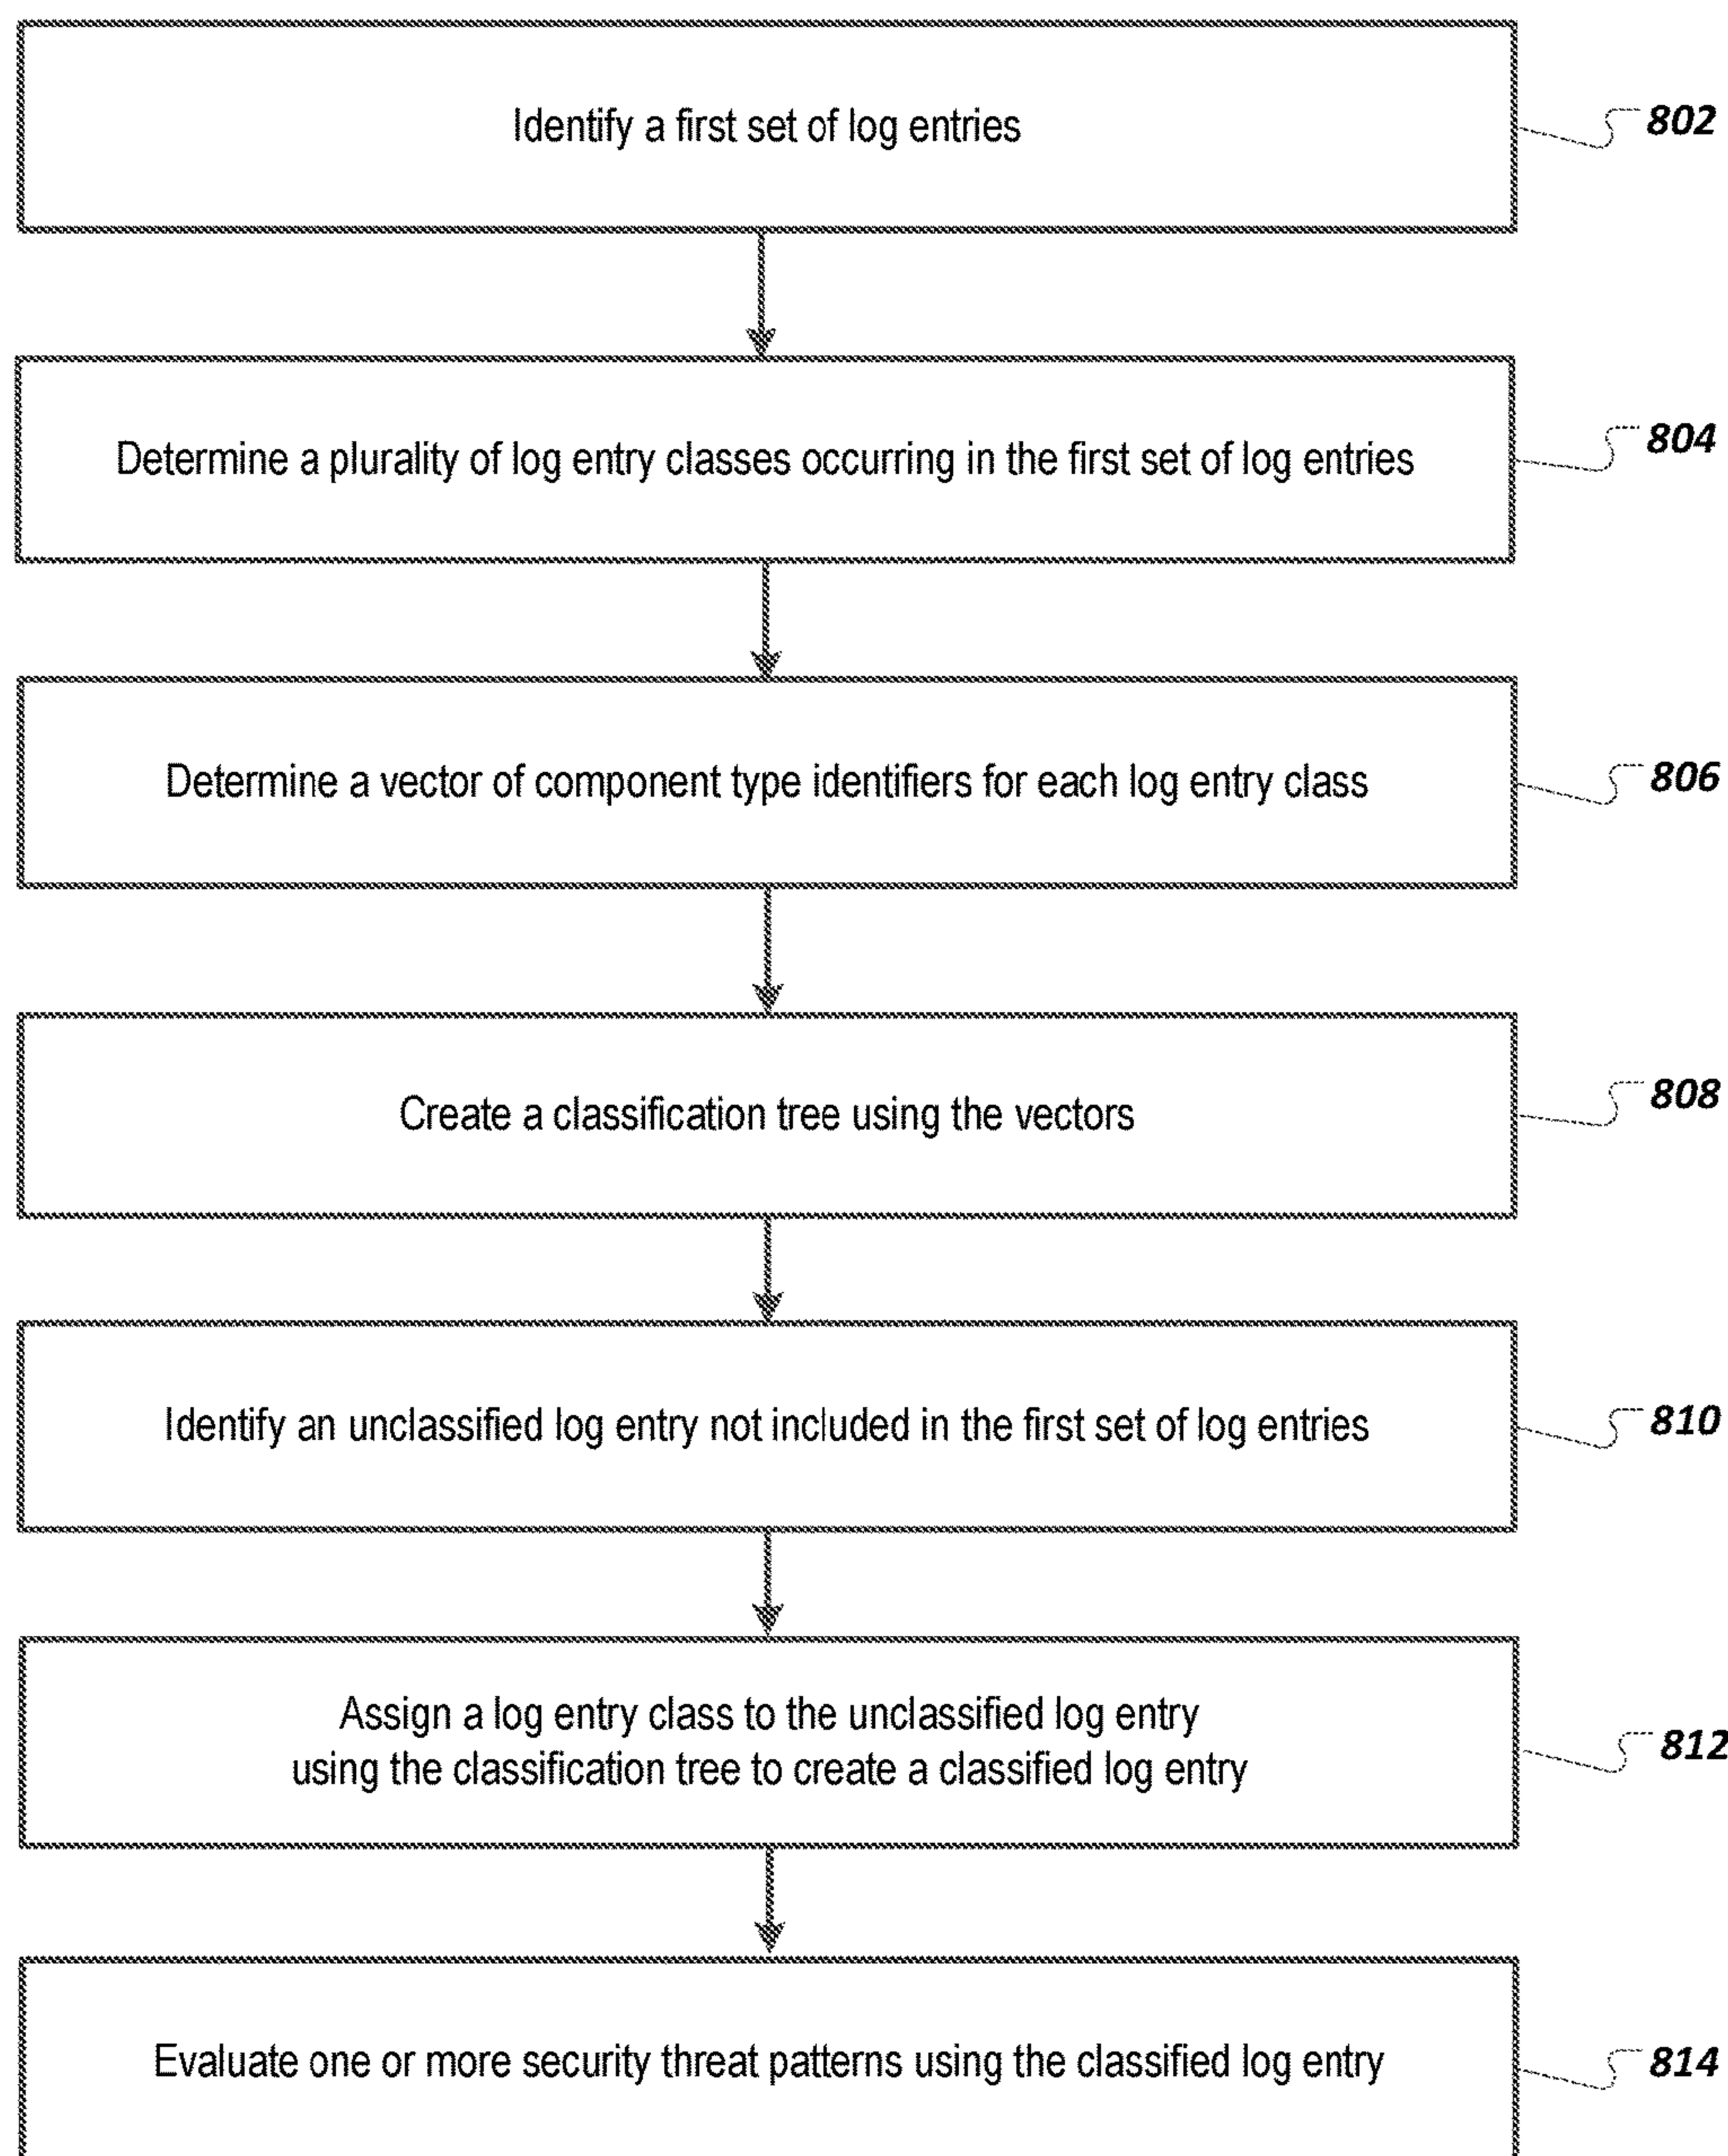 Identify a first set of log entries
802
Determine a plurality of log entry classes occurring in the first set of log entries
804
Determine a vector of component type identifiers for each log entry class
806
Create a classification tree using the vectors
808
Identify an unclassified log entry not included in the first set of log entries
810
Assign a log entry class to the unclassified log entry
using the classification tree to create a classified log entry
812
Evaluate one or more security threat patterns using the classified log entry
814